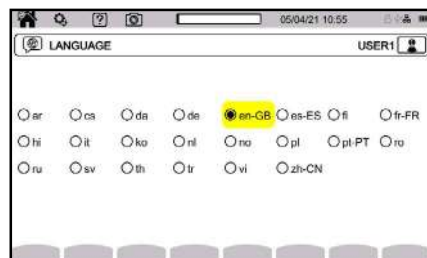 05/04/21 10:55
LANGUAGE USER1
ar cs da de en-GB es-ES fi fr-FR
hi it ko nl no pl pt-PT ro
ru sv th tr vi zh-CN